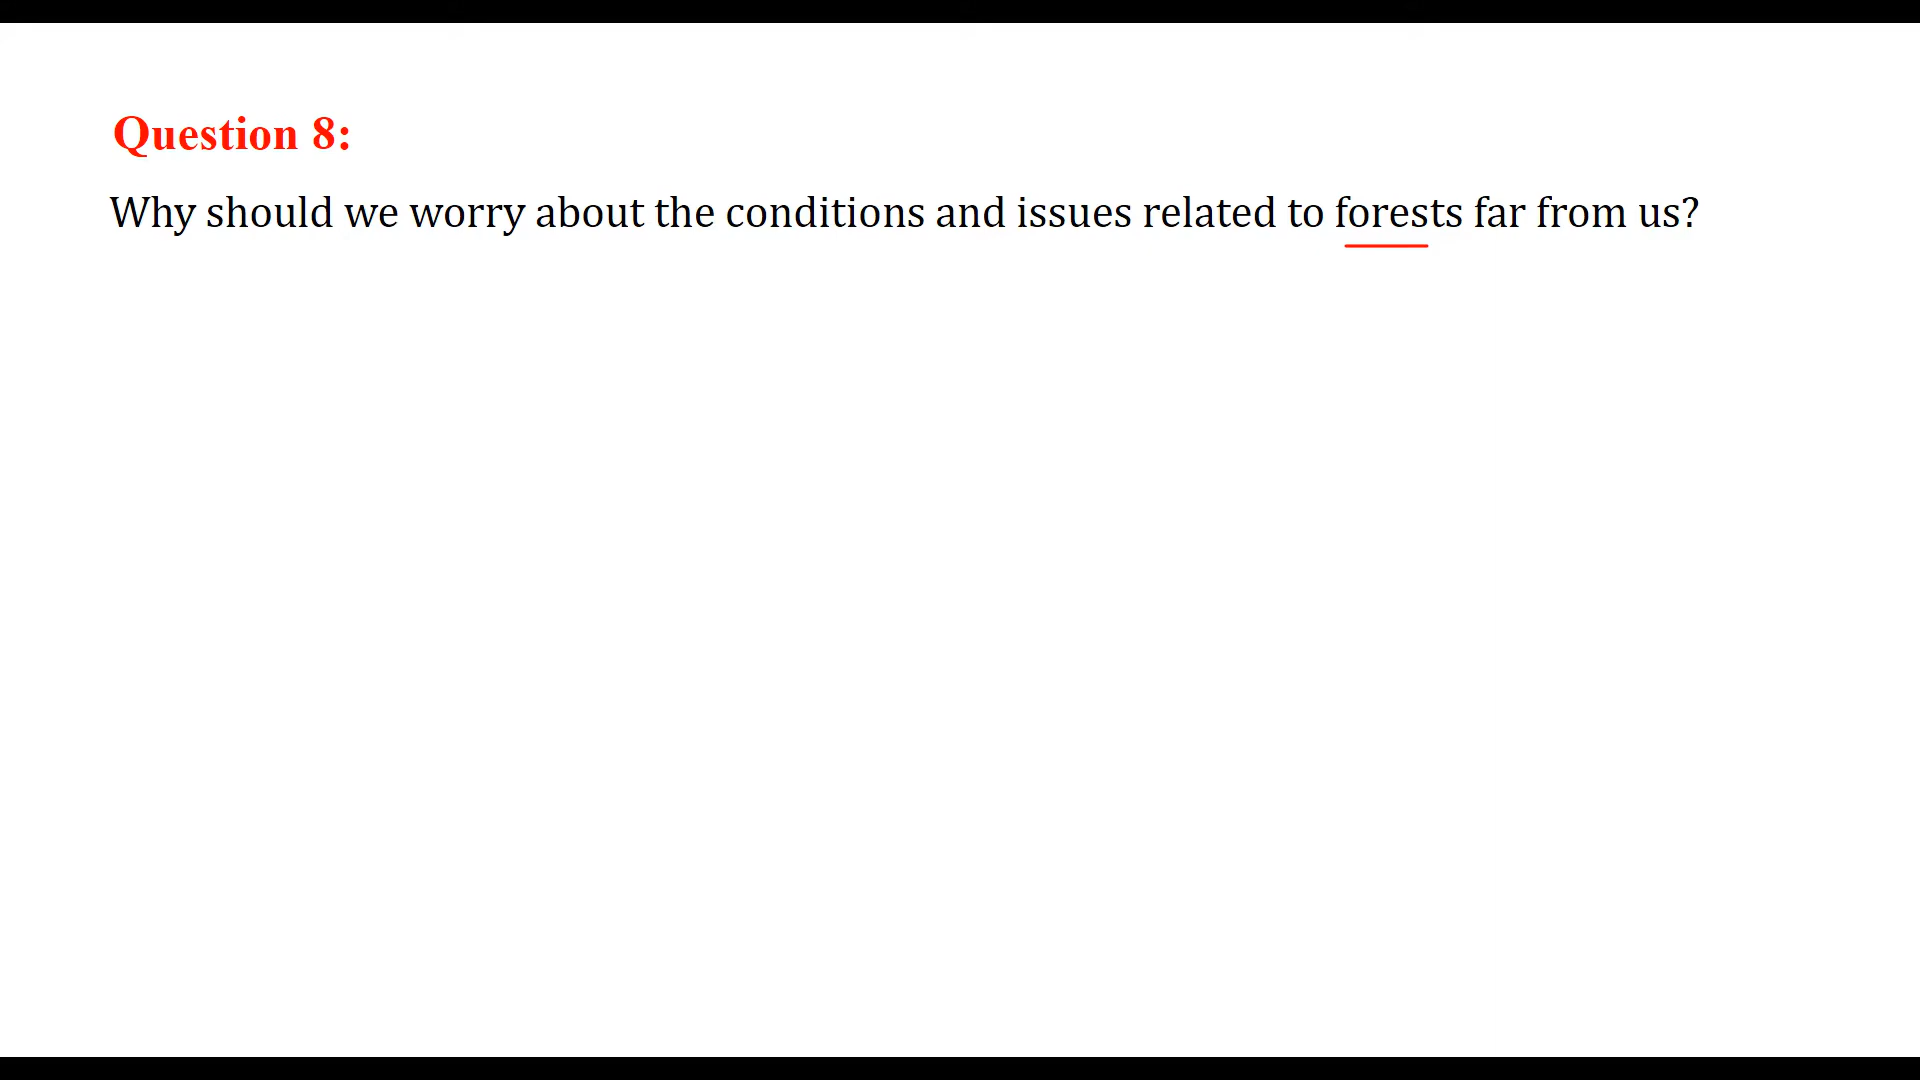 Question 8:
Why should we worry about the conditions and issues related to forests far from us?